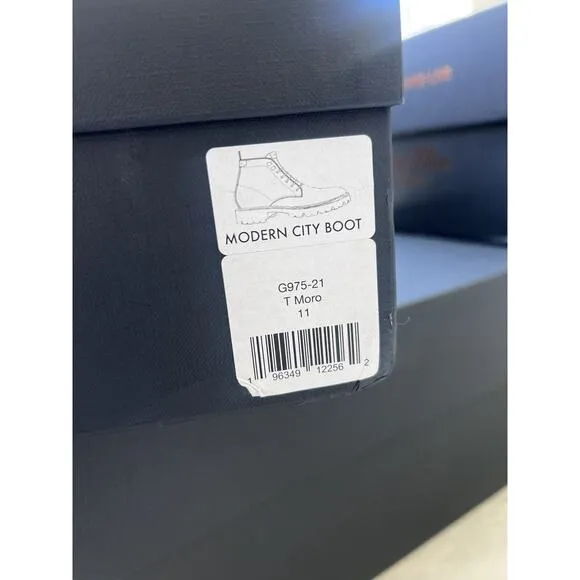 MODERN CITY BOOT
G975-21
T Moro
11
1 96349 12256 2